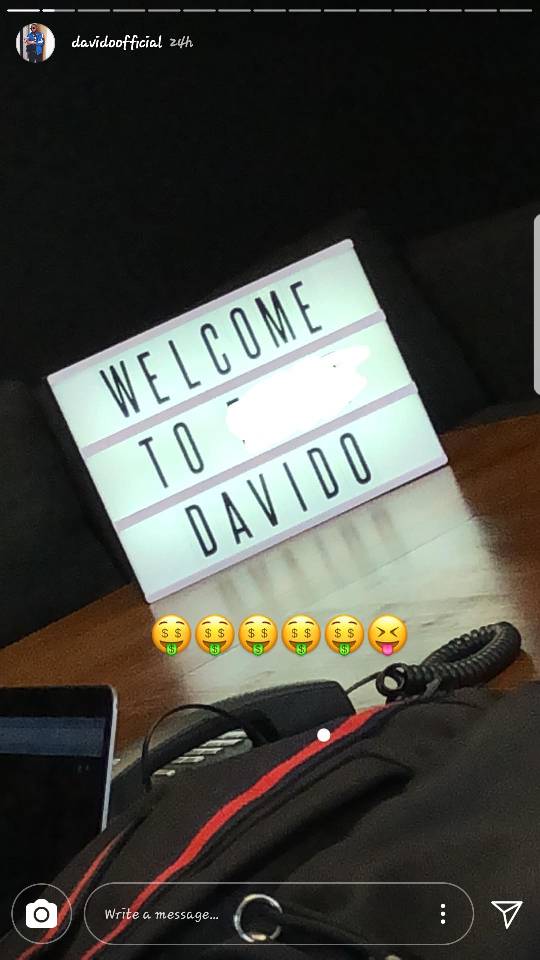 davidoofficial 24h
WELCOME
TO
DAVIDO
Write a message...